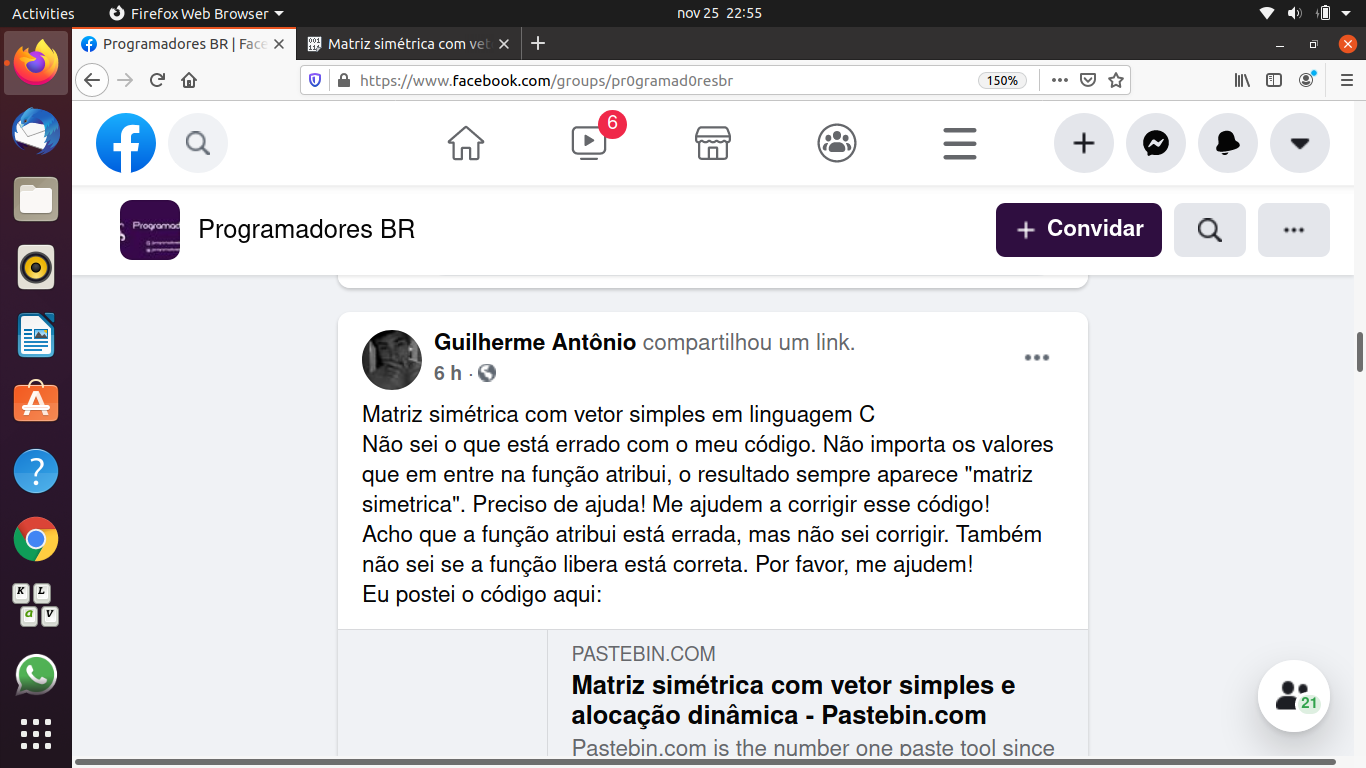 Activities
Firefox Web Browser
nov 25 22:55
Programadores BR | Face
Matriz simétrica com vet
https://www.facebook.com/groups/pr0gramad0resbr
150%
6
Programadores BR
Convidar
Guilherme Antônio compartilhou um link.
6 h ·
Matriz simétrica com vetor simples em linguagem C
Não sei o que está errado com o meu código. Não importa os valores
que em entre na função atribui, o resultado sempre aparece "matriz
simetrica". Preciso de ajuda! Me ajudem a corrigir esse código!
Acho que a função atribui está errada, mas não sei corrigir. Também
não sei se a função libera está correta. Por favor, me ajudem!
Eu postei o código aqui:
PASTEBIN.COM
Matriz simétrica com vetor simples e
alocação dinâmica - Pastebin.com
Pastebin.com is the number one paste tool since
21
K L
a V